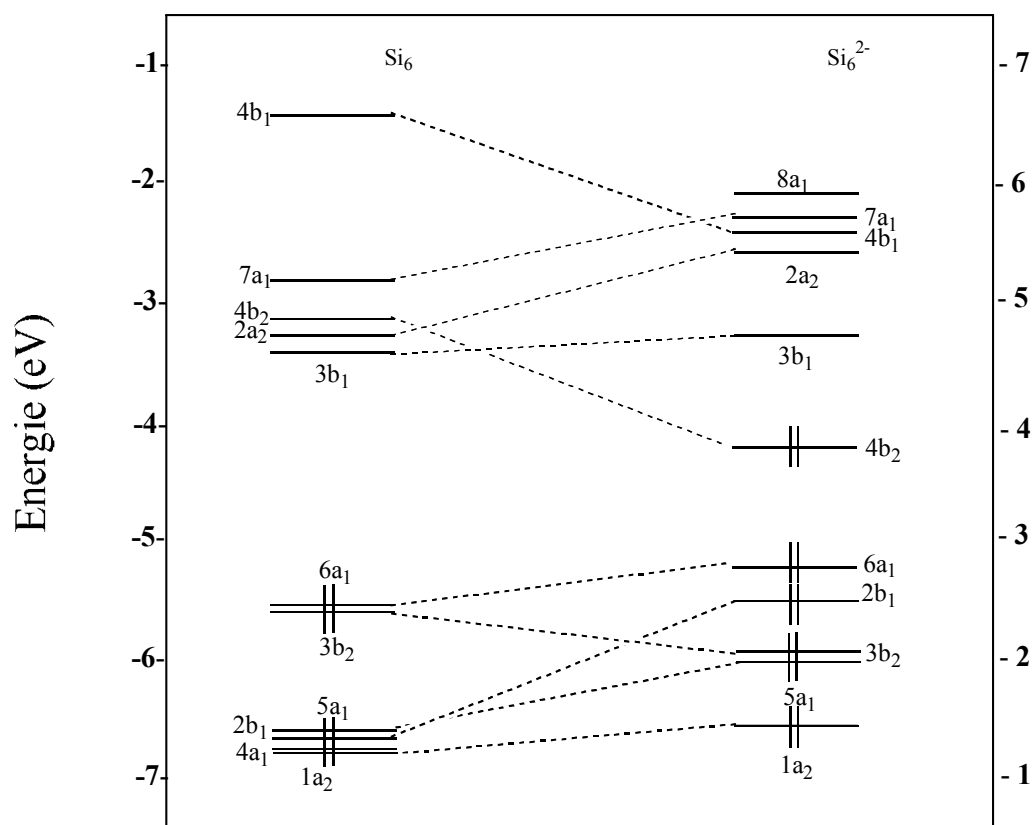 Si₆ Si₆²⁻
-1 - 7
4b₁
8a₁
-2 - 6
7a₁
4b₁
7a₁ 2a₂
-3 - 5
4b₂
2a₂
3b₁ 3b₁
Energie (eV)
-4 - 4
4b₂
-5 - 3
6a₁ 6a₁
2b₁
3b₂ 3b₂
-6 - 2
5a₁ 5a₁
2b₁
4a₁
1a₂ 1a₂
-7 - 1